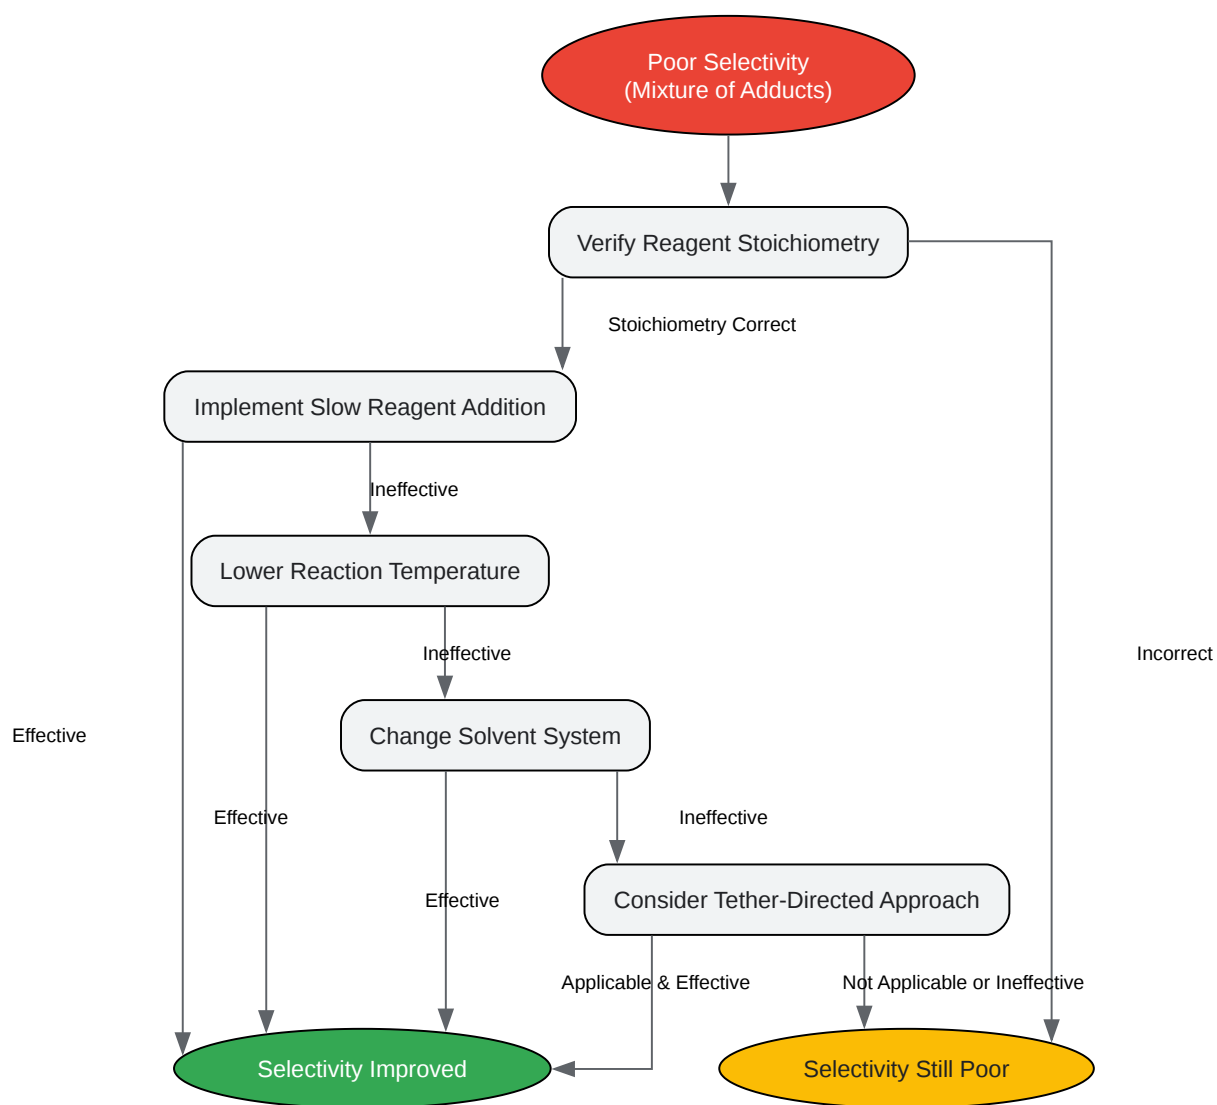 Poor Selectivity
(Mixture of Adducts)
Verify Reagent Stoichiometry
Stoichiometry Correct
Implement Slow Reagent Addition
Ineffective
Lower Reaction Temperature
Ineffective
Incorrect
Change Solvent System
Effective
Effective
Ineffective
Effective
Consider Tether-Directed Approach
Applicable & Effective
Not Applicable or Ineffective
Selectivity Improved
Selectivity Still Poor